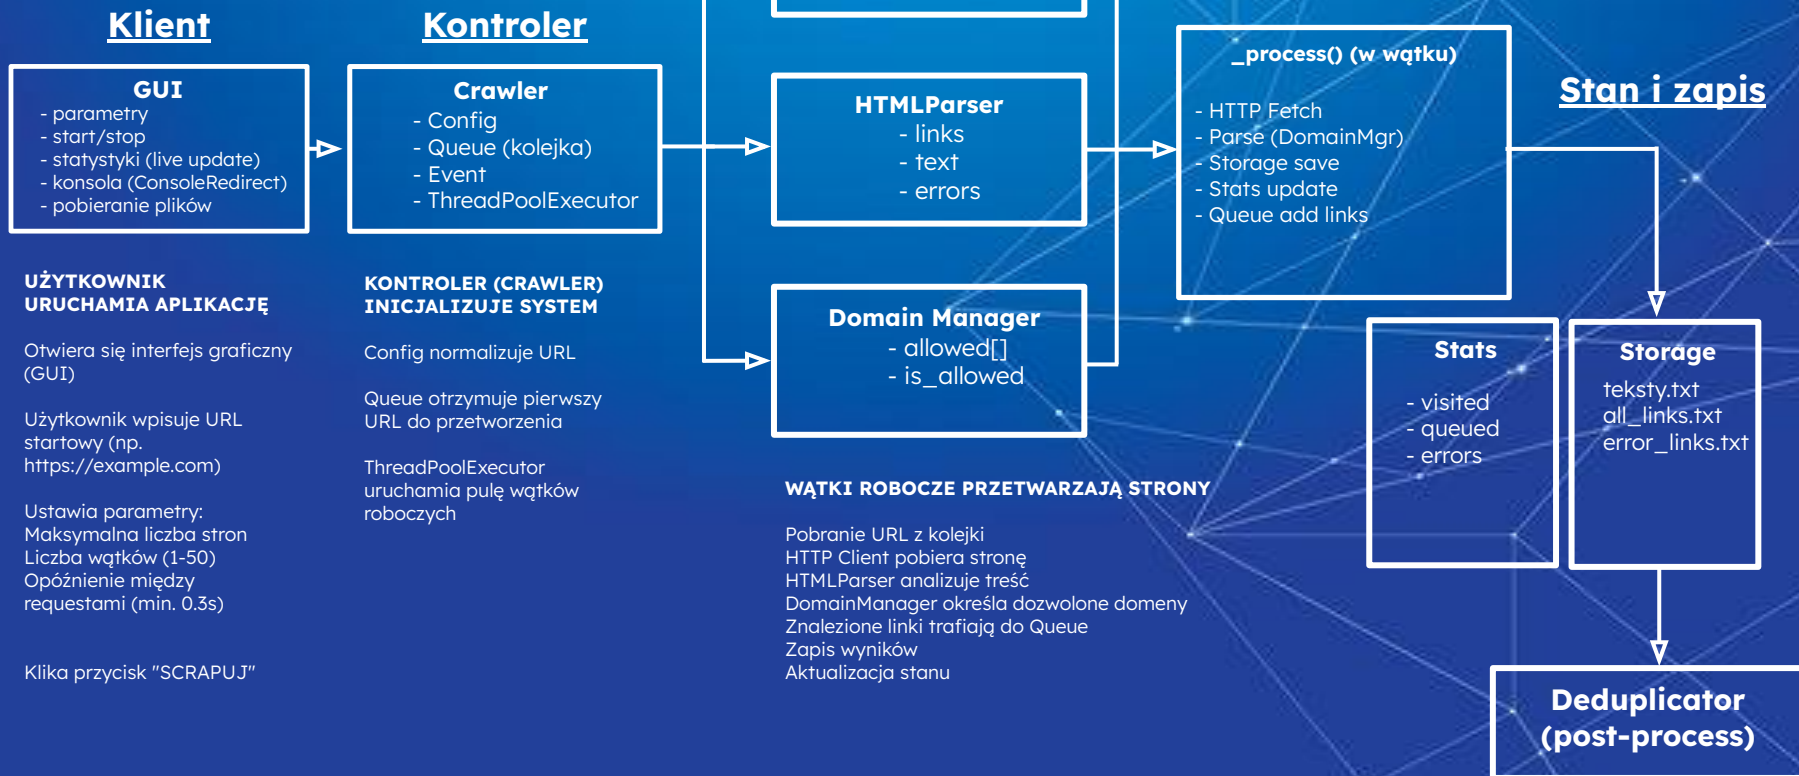 Klient
GUI
- parametry
- start/stop
- statystyki (live update)
- konsola (ConsoleRedirect)
- pobieranie plików
UŻYTKOWNIK
URUCHAMIA APLIKACJĘ
Otwiera się interfejs graficzny
(GUI)
Użytkownik wpisuje URL
startowy (np.
https://example.com)
Ustawia parametry:
Maksymalna liczba stron
Liczba wątków (1-50)
Opóźnienie między
requestami (min. 0.3s)
Klika przycisk "SCRAPUJ"
Kontroler
Crawler
- Config
- Queue (kolejka)
- Event
- ThreadPoolExecutor
KONTROLER (CRAWLER)
INICJALIZUJE SYSTEM
Config normalizuje URL
Queue otrzymuje pierwszy
URL do przetworzenia
ThreadPoolExecutor
uruchamia pulę wątków
roboczych
HTMLParser
- links
- text
- errors
Domain Manager
- allowed[]
- is_allowed
WĄTKI ROBOCZE PRZETWARZAJĄ STRONY
Pobranie URL z kolejki
HTTP Client pobiera stronę
HTMLParser analizuje treść
DomainManager określa dozwolone domeny
Znalezione linki trafiają do Queue
Zapis wyników
Aktualizacja stanu
_process() (w wątku)
- HTTP Fetch
- Parse (DomainMgr)
- Storage save
- Stats update
- Queue add links
Stan i zapis
Stats
- visited
- queued
- errors
Storage
teksty.txt
all_links.txt
error_links.txt
Deduplicator
(post-process)